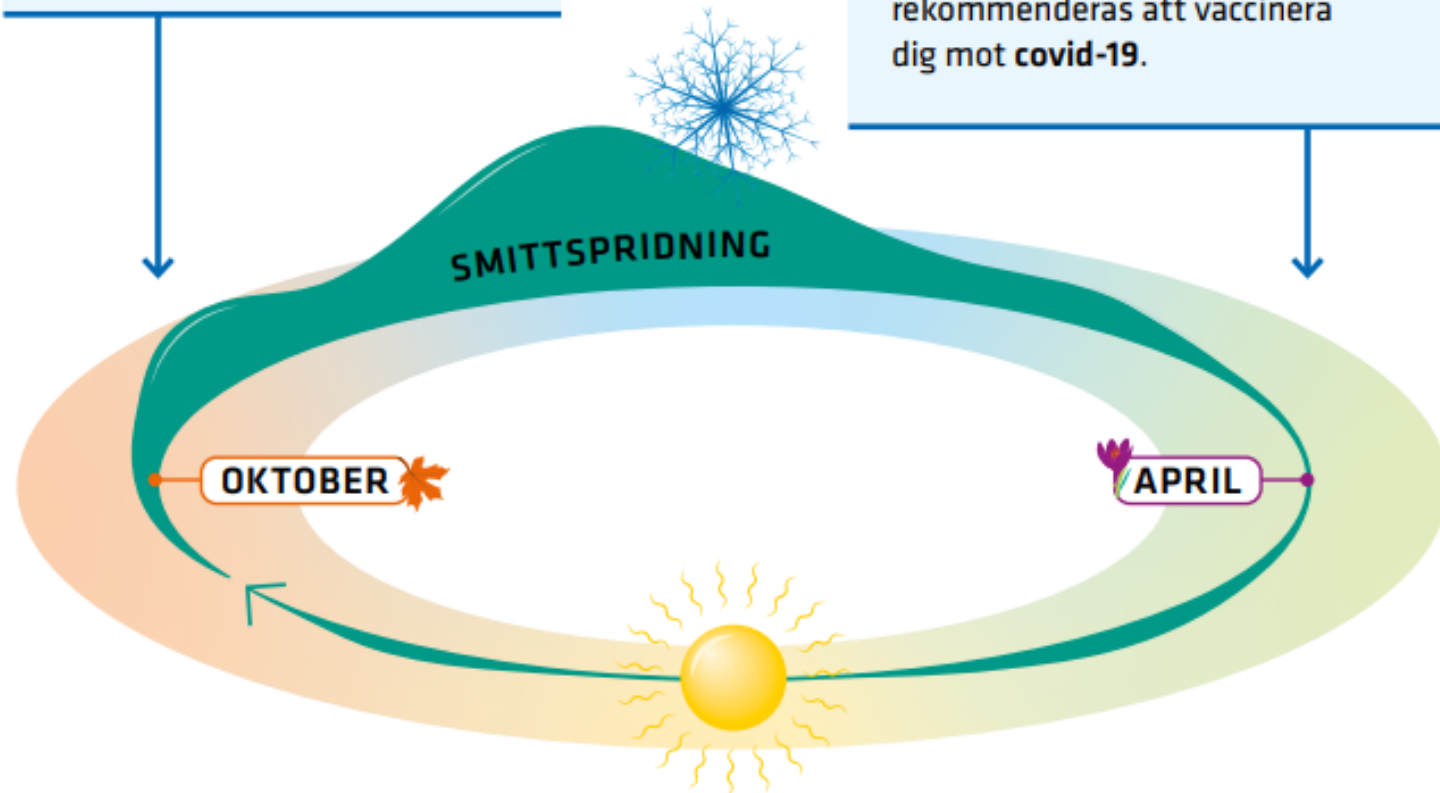 rekommenderas att vaccinera
dig mot covid-19.
SMITTSPRIDNING
OKTOBER
APRIL